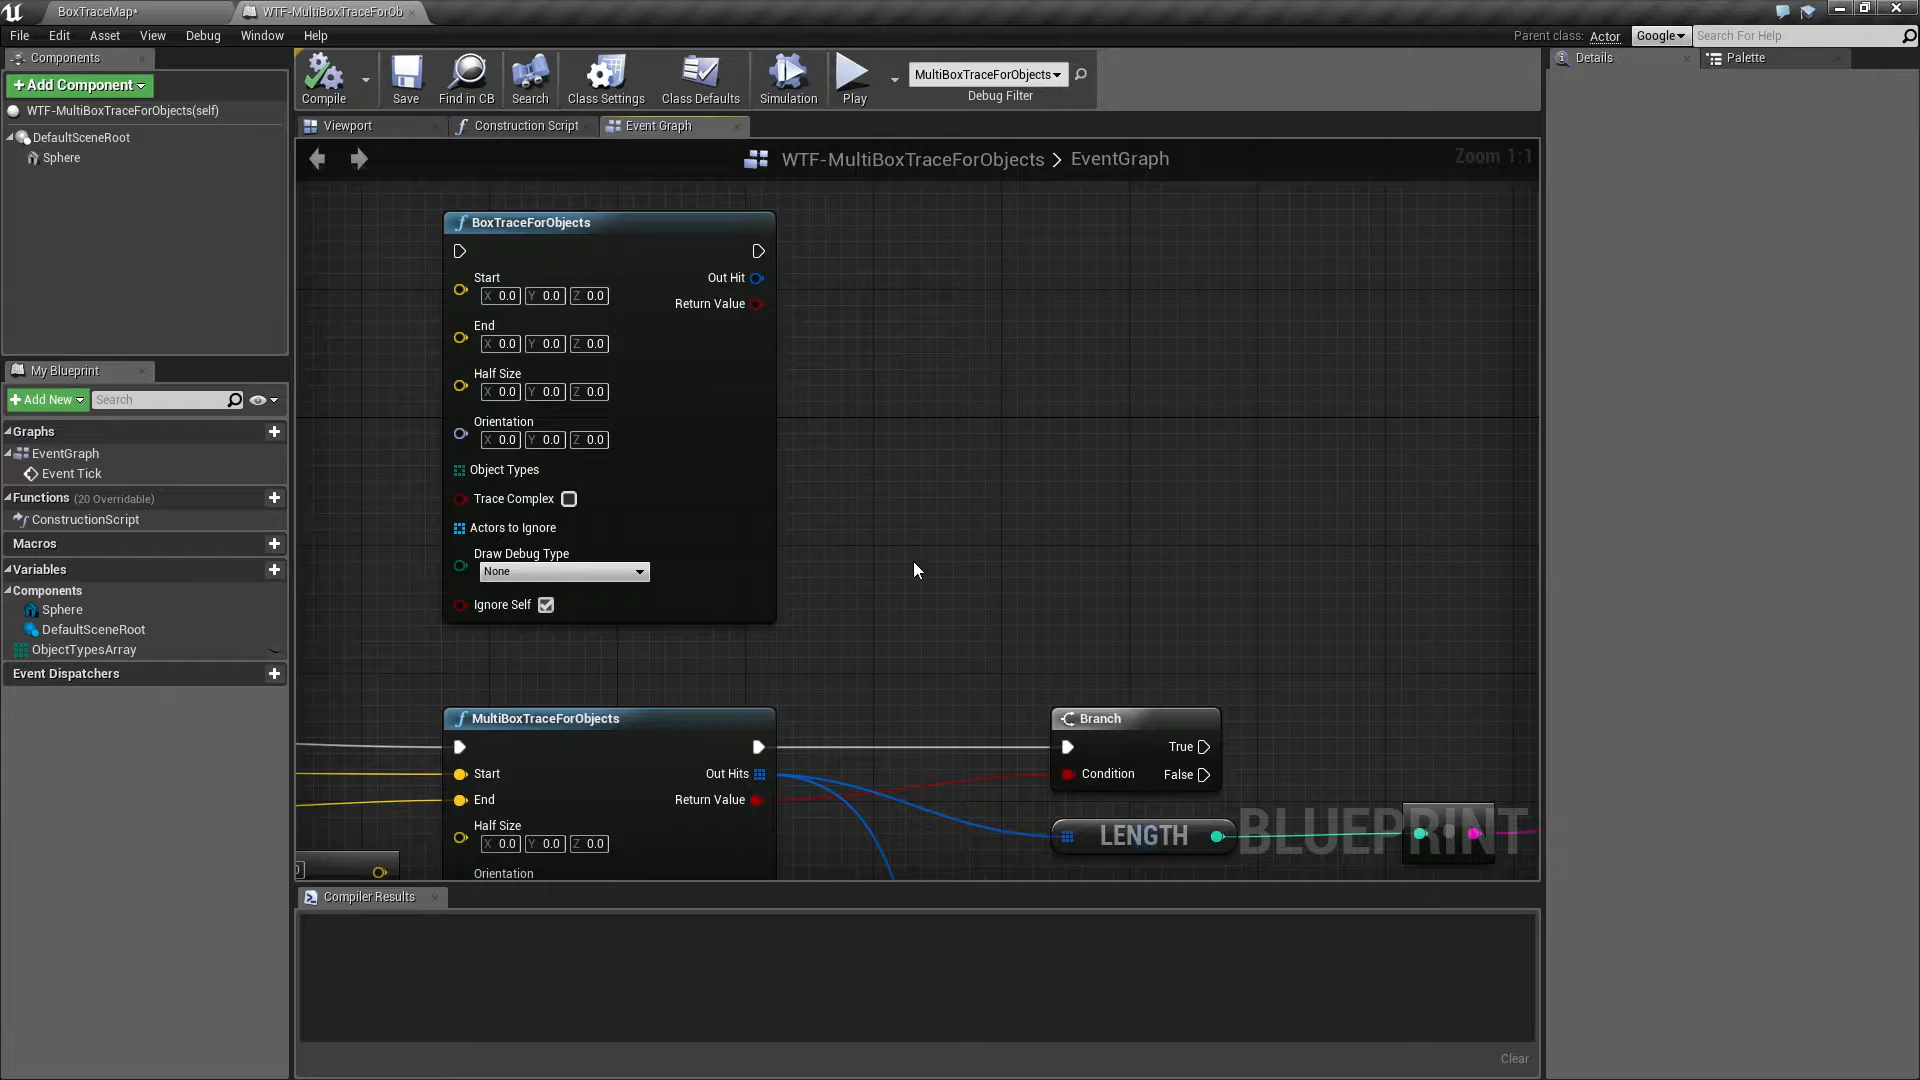 BoxTraceMap*
WTF-MultiBoxTraceForOb
File Edit Asset View Debug Window Help
Parent class: Actor Google Search For Help
Components
+Add Component
WTF-MultiBoxTraceForObjects(self)
DefaultSceneRoot
Sphere
Compile
Save
Find in CB
Search
Class Settings
Class Defaults
Simulation
Play
MultiBoxTraceForObjects
Debug Filter
Details
Palette
Viewport
Construction Script
Event Graph
WTF-MultiBoxTraceForObjects > EventGraph
Zoom 1:1
My Blueprint
+Add New Search
Graphs
EventGraph
Event Tick
Functions (20 Overridable)
ConstructionScript
Macros
Variables
Components
Sphere
DefaultSceneRoot
ObjectTypesArray
Event Dispatchers
BoxTraceForObjects
Start
X 0.0 Y 0.0 Z 0.0
Out Hit
Return Value
End
X 0.0 Y 0.0 Z 0.0
Half Size
X 0.0 Y 0.0 Z 0.0
Orientation
X 0.0 Y 0.0 Z 0.0
Object Types
Trace Complex
Actors to Ignore
Draw Debug Type
None
Ignore Self
MultiBoxTraceForObjects
Start
Out Hits
End
Return Value
Half Size
X 0.0 Y 0.0 Z 0.0
Orientation
Branch
True
Condition
False
LENGTH
BLUEPRINT
Compiler Results
Clear